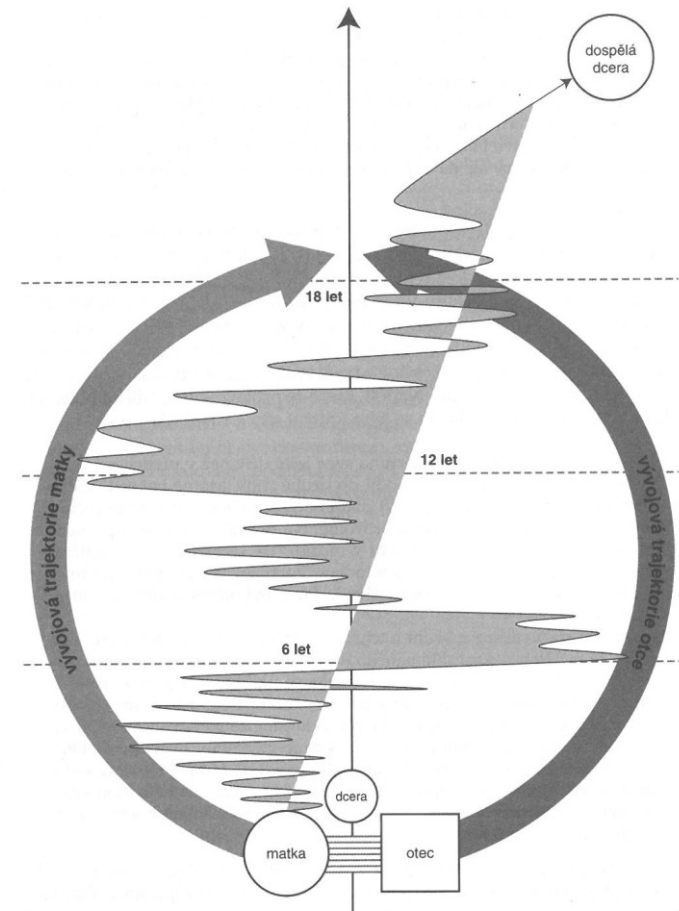 dospělá
dcera
18 let
12 let
vývojová trajektorie matky
vývojová trajektorie otce
6 let
dcera
matka
otec